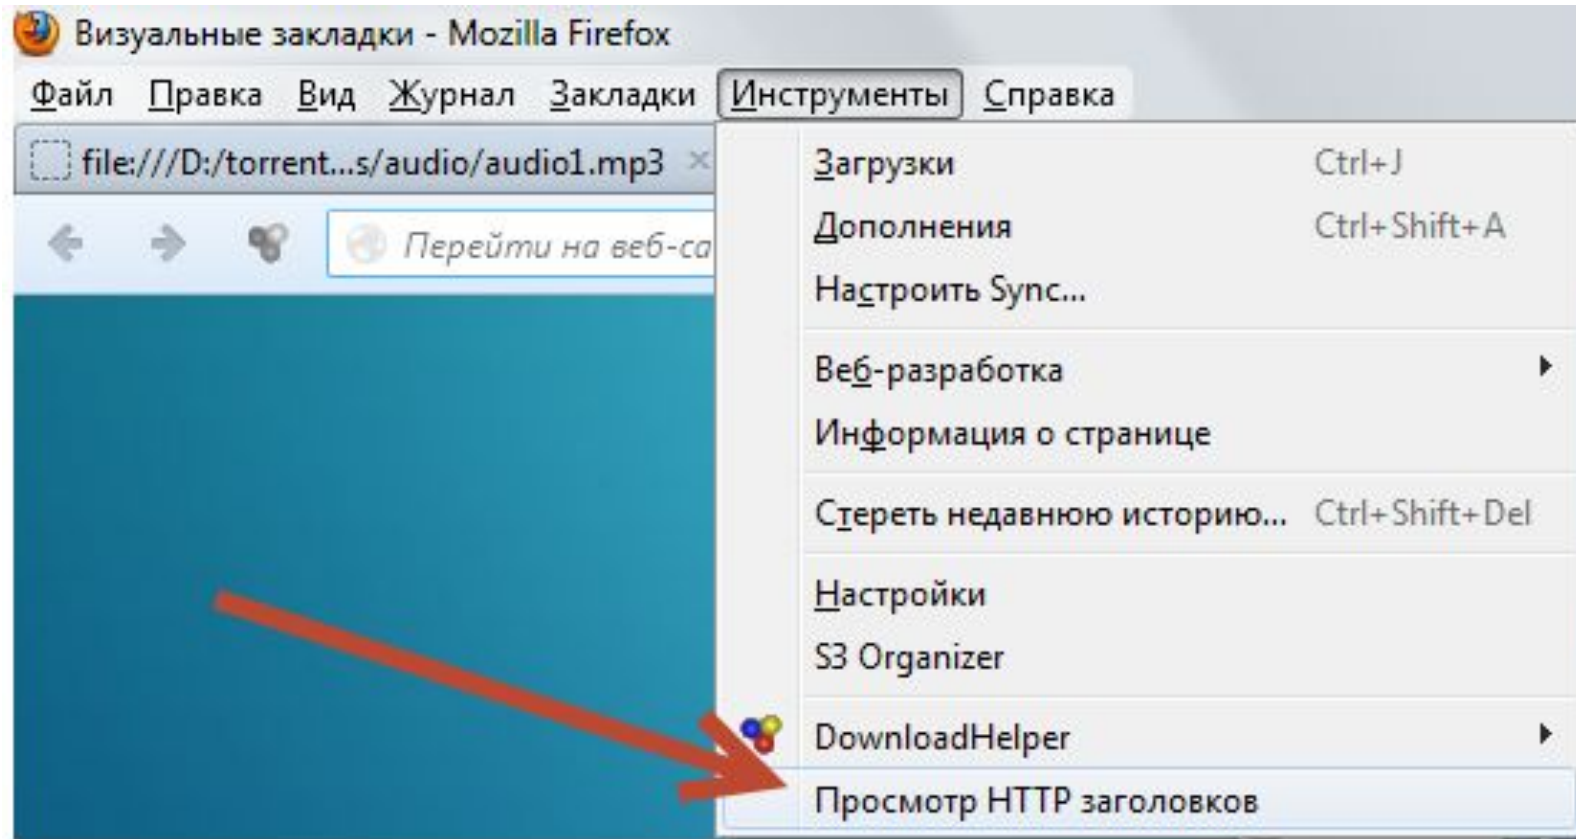 Визуальные закладки - Mozilla Firefox
Файл Правка Вид Журнал Закладки Инструменты Справка
file:///D:/torrent...s/audio/audio1.mp3
Перейти на веб-са
Загрузки Ctrl+J
Дополнения Ctrl+Shift+A
Настроить Sync...
Веб-разработка
Информация о странице
Стереть недавнюю историю... Ctrl+Shift+Del
Настройки
S3 Organizer
DownloadHelper
Просмотр HTTP заголовков